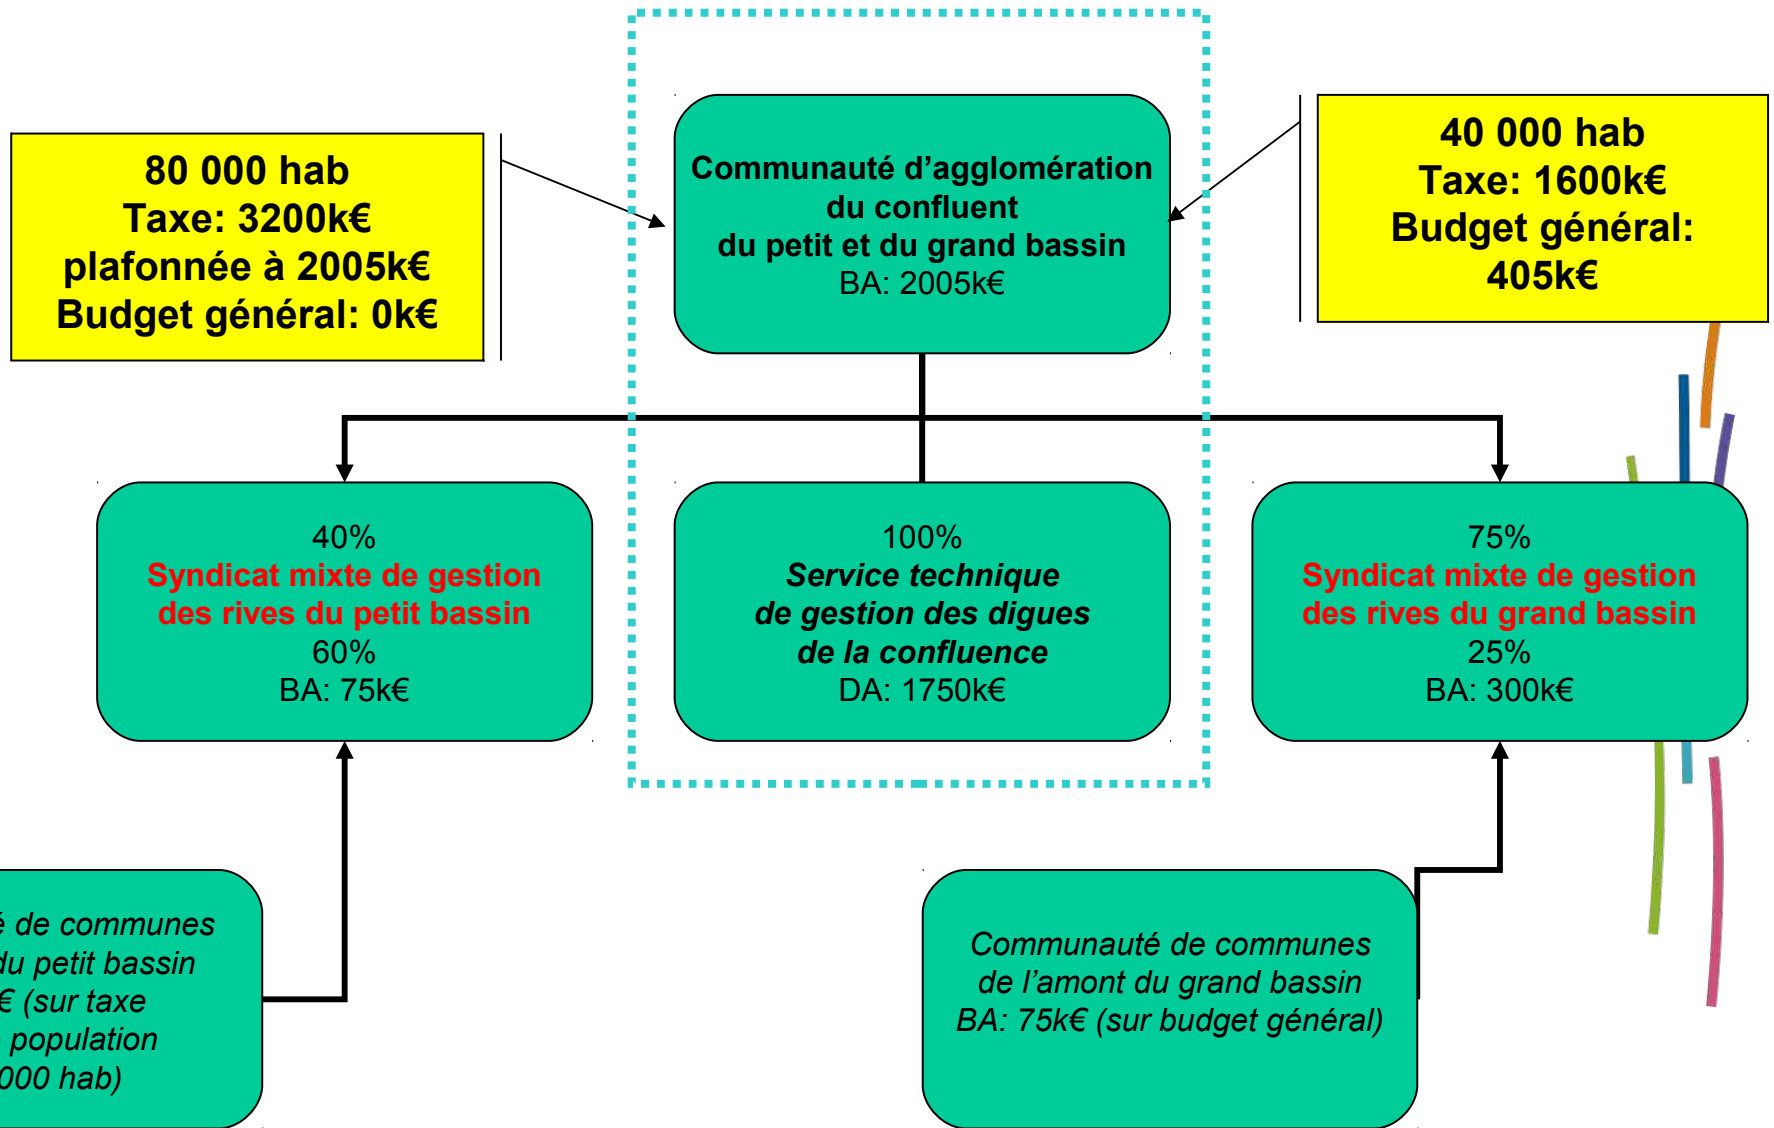 80 000 hab
Taxe: 3200k€
plafonnée à 2005k€
Budget général: 0k€
Communauté d’agglomération
du confluent
du petit et du grand bassin
BA: 2005k€
40 000 hab
Taxe: 1600k€
Budget général:
405k€
40%
Syndicat mixte de gestion
des rives du petit bassin
60%
BA: 75k€
100%
Service technique
de gestion des digues
de la confluence
DA: 1750k€
75%
Syndicat mixte de gestion
des rives du grand bassin
25%
BA: 300k€
de communes
du petit bassin
€ (sur taxe
population
000 hab)
Communauté de communes
de l’amont du grand bassin
BA: 75k€ (sur budget général)